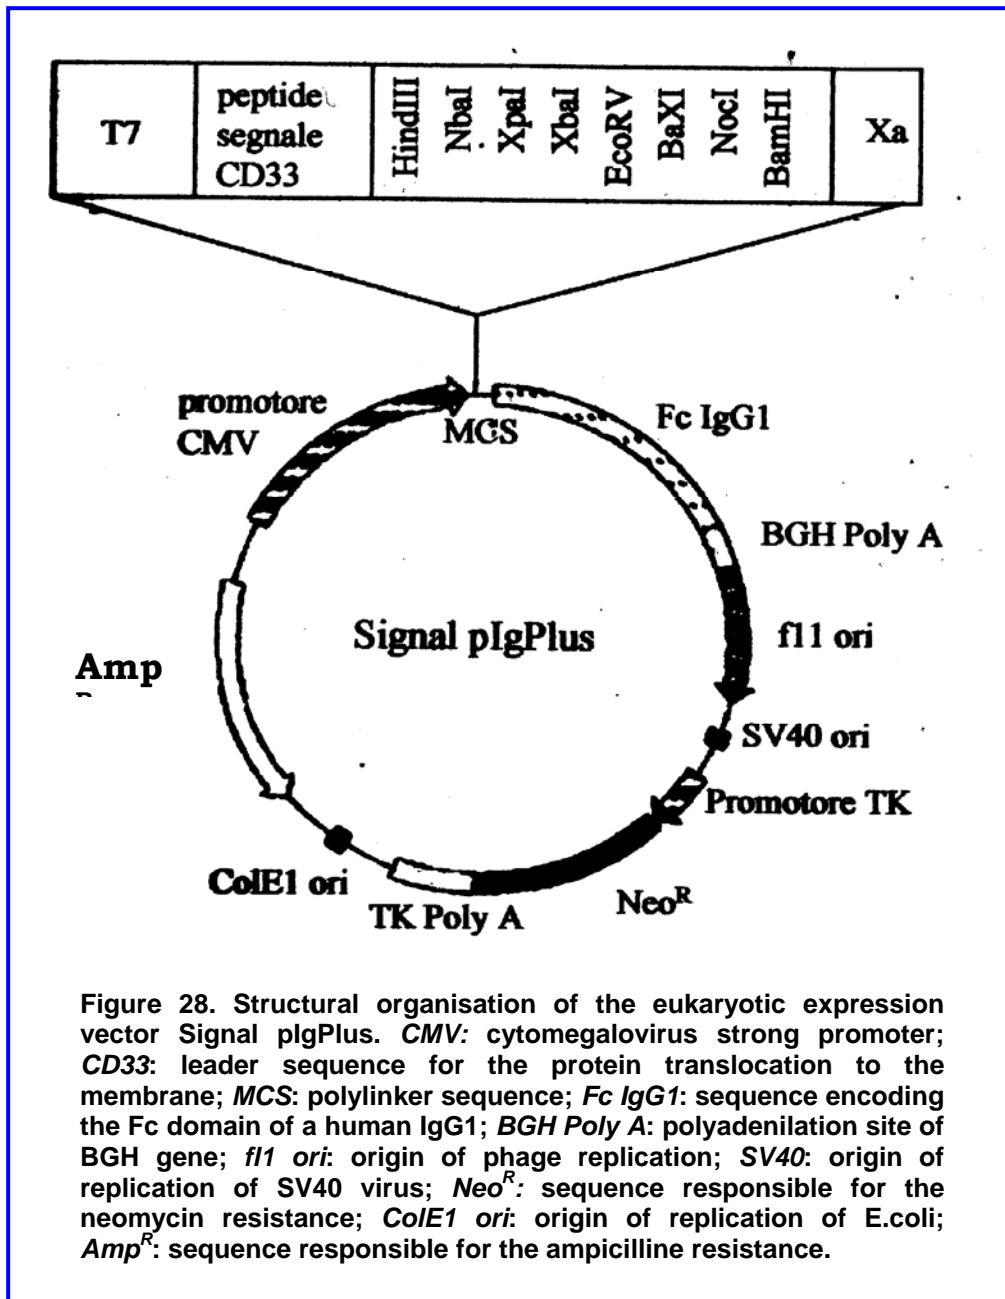 T7
peptide
segnale
CD33
HindIII
NbaI
XpaI
XbaI
EcoRV
BaXI
NocI
BamHI
Xa
promotore
CMV
MCS
Fc IgG1
BGH Poly A
Signal pIgPlus
f11 ori
Amp
SV40 ori
Promotore TK
ColE1 ori
TK Poly A
Neo^R
Figure 28. Structural organisation of the eukaryotic expression
vector Signal pIgPlus. CMV: cytomegalovirus strong promoter;
CD33: leader sequence for the protein translocation to the
membrane; MCS: polylinker sequence; Fc IgG1: sequence encoding
the Fc domain of a human IgG1; BGH Poly A: polyadenilation site of
BGH gene; fl1 ori: origin of phage replication; SV40: origin of
replication of SV40 virus; Neo^R: sequence responsible for the
neomycin resistance; ColE1 ori: origin of replication of E.coli;
Amp^R: sequence responsible for the ampicilline resistance.